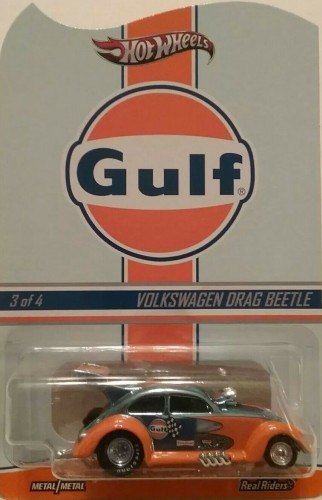 Hot Wheels
Gulf®
3 of 4 VOLKSWAGEN DRAG BEETLE
Gulf
METAL/METAL Real Riders®